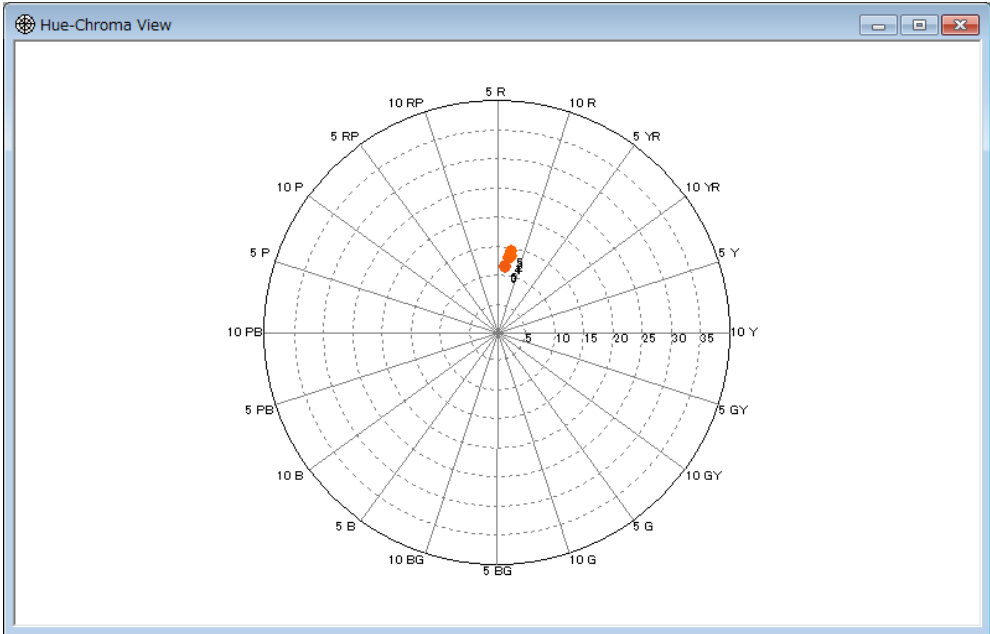 Hue-Chroma View
5 R
10 RP
10 R
5 RP
5 YR
10 P
10 YR
5 P
5 Y
10 PB
5 10 15 20 25 30 35
10 Y
5 PB
5 GY
10 B
10 GY
5 B
5 G
10 BG
10 G
5 BG